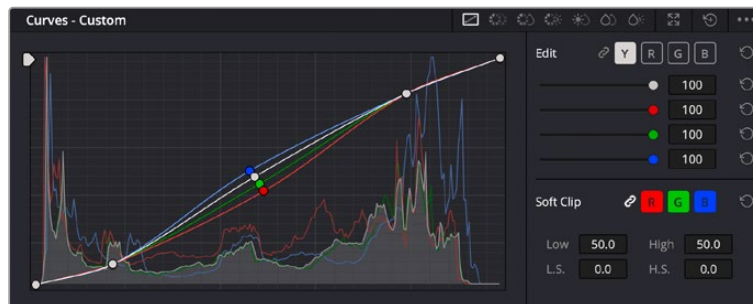 Curves - Custom
Edit Y R G B
100
100
100
100
Soft Clip R G B
Low 50.0 High 50.0
L.S. 0.0 H.S. 0.0